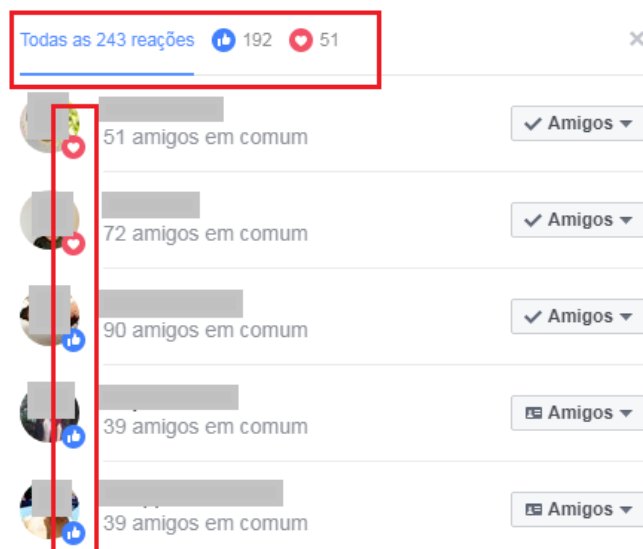 Todas as 243 reações 192 51
51 amigos em comum
Amigos
72 amigos em comum
Amigos
90 amigos em comum
Amigos
39 amigos em comum
Amigos
39 amigos em comum
Amigos